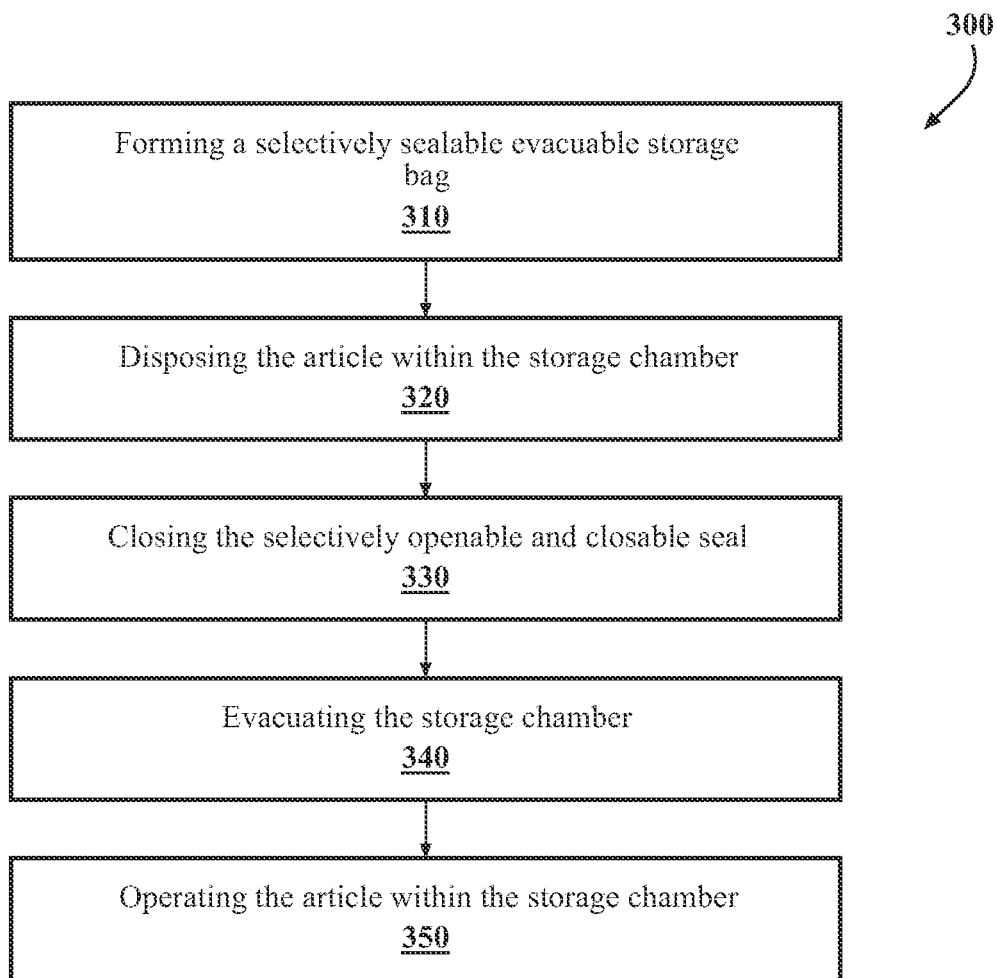 300
Forming a selectively sealable evacuable storage
bag
310
Disposing the article within the storage chamber
320
Closing the selectively openable and closable seal
330
Evacuating the storage chamber
340
Operating the article within the storage chamber
350